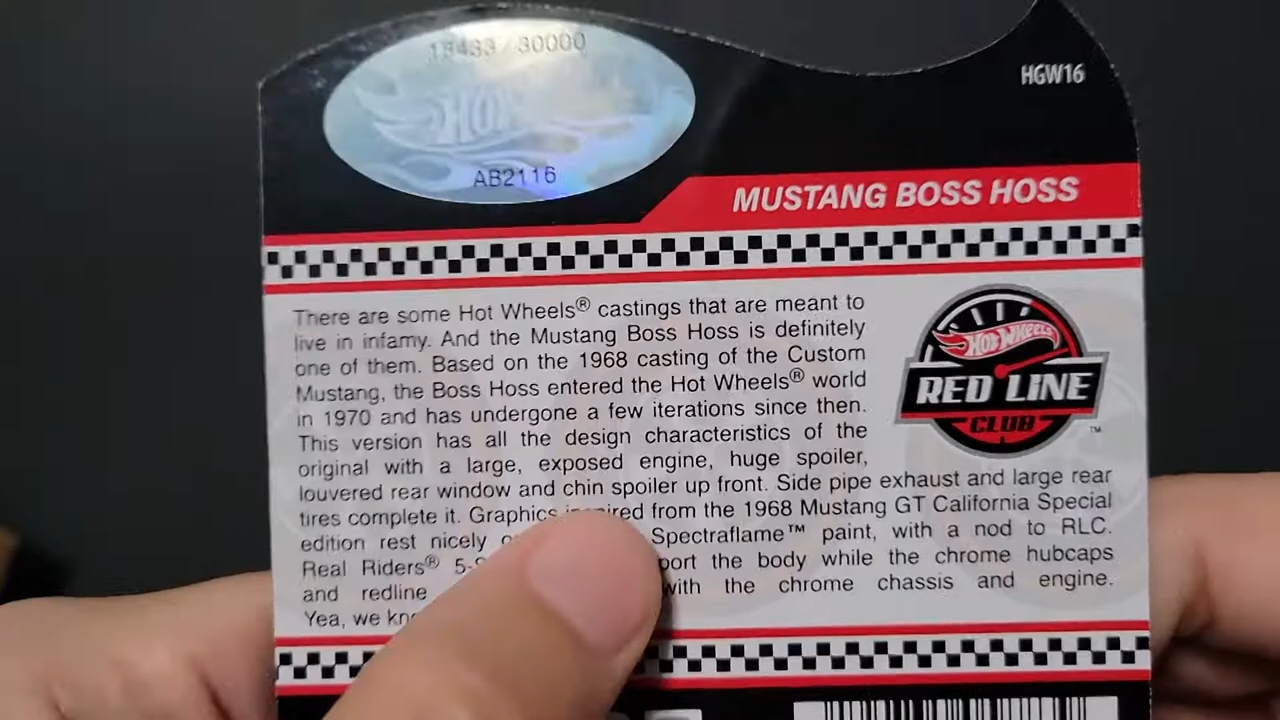 18433/30000
HOT
AB2116
HGW16
MUSTANG BOSS HOSS
There are some Hot Wheels® castings that are meant to
live in infamy. And the Mustang Boss Hoss is definitely
one of them. Based on the 1968 casting of the Custom
Mustang, the Boss Hoss entered the Hot Wheels® world
in 1970 and has undergone a few iterations since then.
This version has all the design characteristics of the
original with a large, exposed engine, huge spoiler,
louvered rear window and chin spoiler up front. Side pipe exhaust and large rear
tires complete it. Graphics from the 1968 Mustang GT California Special
edition rest nicely Spectraflame™ paint, with a nod to RLC.
Real Riders® the body while the chrome hubcaps
and redline with the chrome chassis and engine.
Yea, we
HOT WHEELS
RED LINE
CLUB™